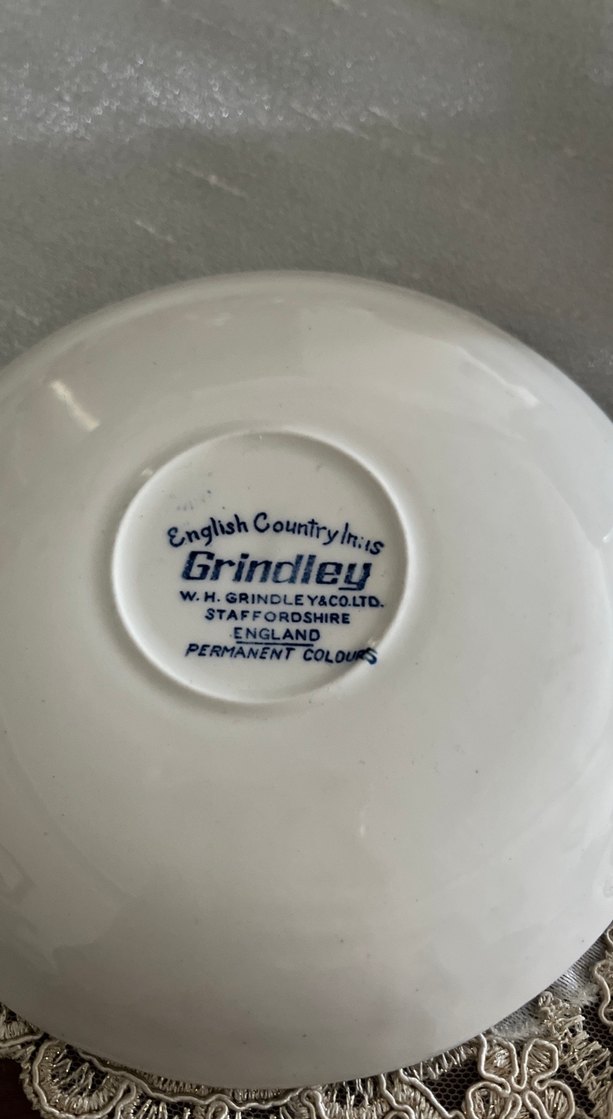 English Country Inns
Grindley
W. H. GRINDLEY & CO. LTD.
STAFFORDSHIRE
ENGLAND
PERMANENT COLOURS